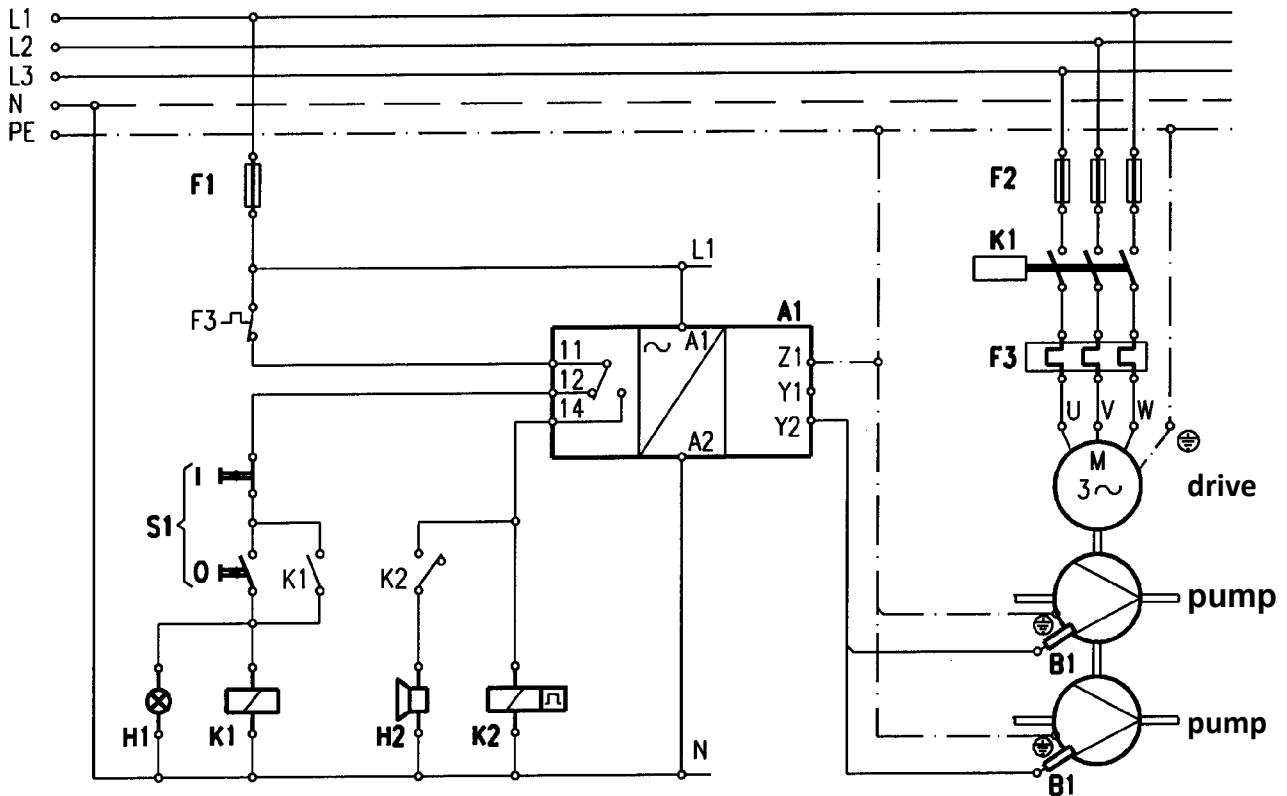 L1
L2
L3
N
PE
F1
F2
K1
L1
F3
A1
11
~ A1
Z1
F3
12
Y1
14
Y2
U V W
A2
M
3~
drive
I
S1
O
K1
K2
pump
B1
H1
K1
H2
K2
N
pump
B1